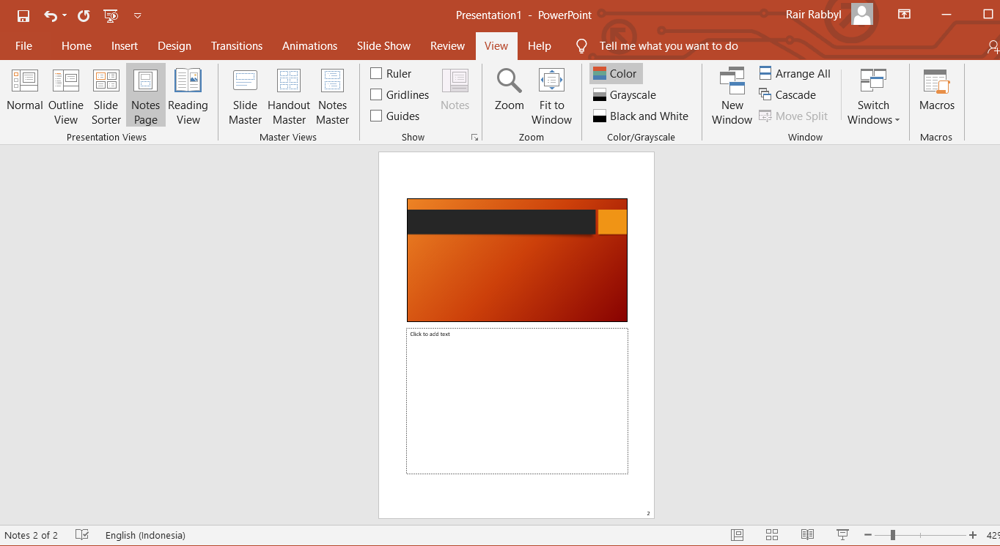 Presentation1 - PowerPoint
Rair Rabbyl
File Home Insert Design Transitions Animations Slide Show Review View Help Tell me what you want to do
Normal
Outline
View
Slide
Sorter
Notes
Page
Reading
View
Presentation Views
Slide
Master
Handout
Master
Notes
Master
Master Views
Ruler
Gridlines
Guides
Notes
Show
Zoom
Fit to
Window
Zoom
Color
Grayscale
Black and White
Color/Grayscale
New
Window
Arrange All
Cascade
Move Split
Switch
Windows
Window
Macros
Macros
Click to add text
2
Notes 2 of 2
English (Indonesia)
42%